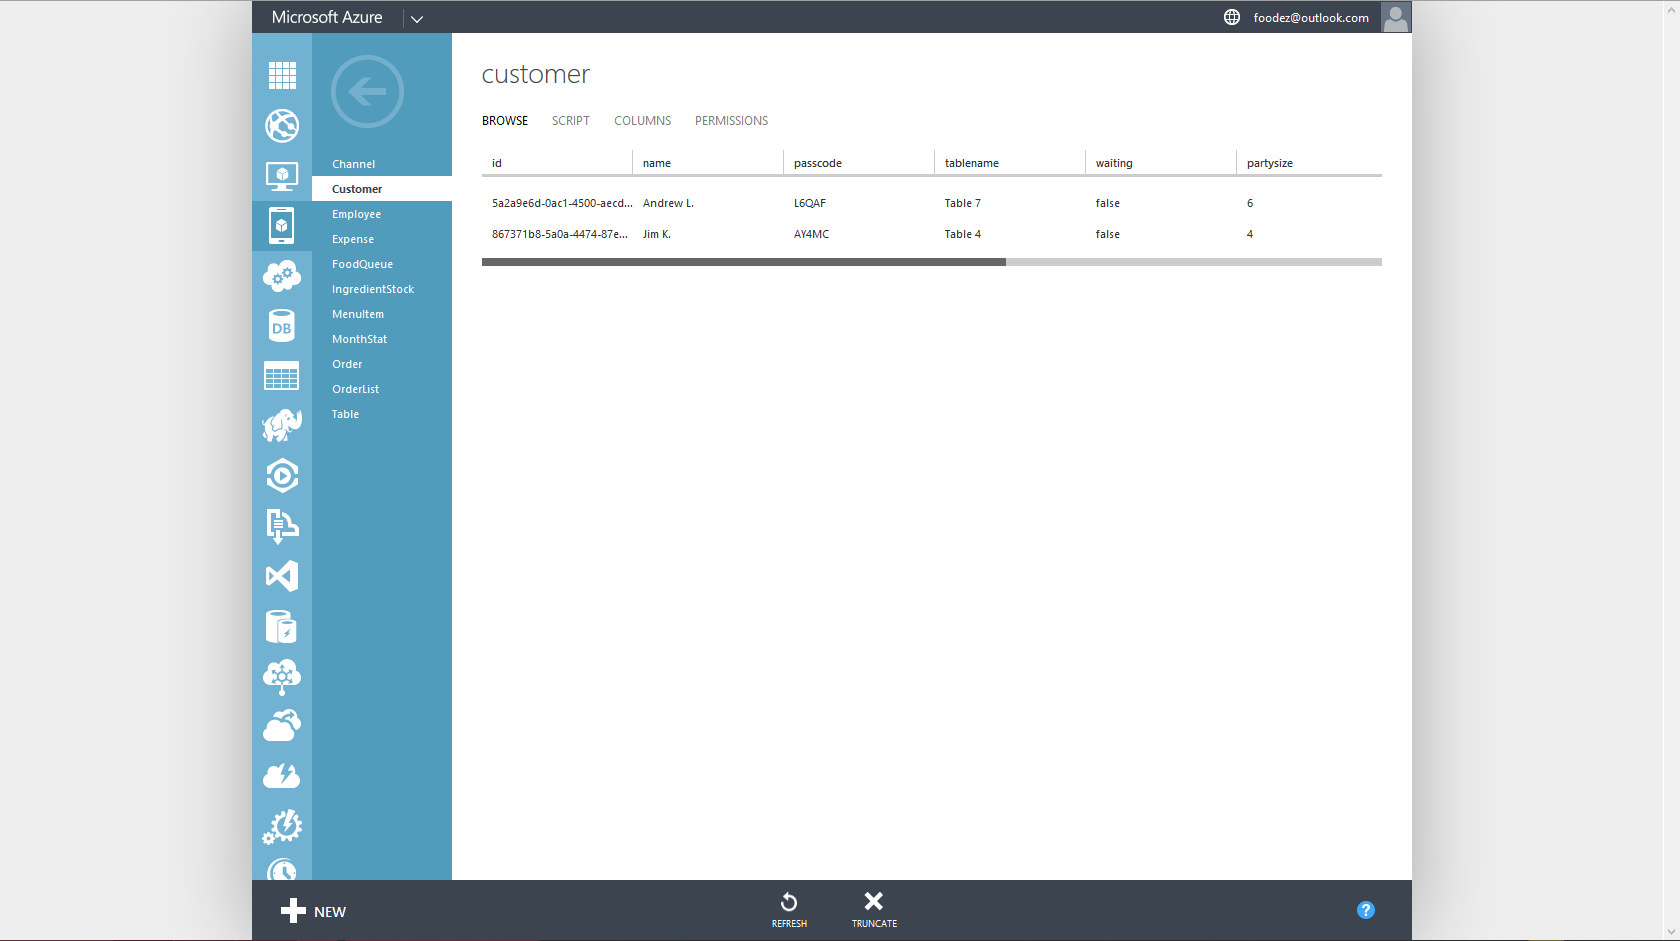 Microsoft Azure
foodez@outlook.com
Channel
Customer
Employee
Expense
FoodQueue
IngredientStock
MenuItem
MonthStat
Order
OrderList
Table
DB
customer
BROWSE SCRIPT COLUMNS PERMISSIONS
id name passcode tablename waiting partysize
5a2a9e6d-0ac1-4500-aecd... Andrew L. L6QAF Table 7 false 6
867371b8-5a0a-4474-87e... Jim K. AY4MC Table 4 false 4
NEW
REFRESH
TRUNCATE
?